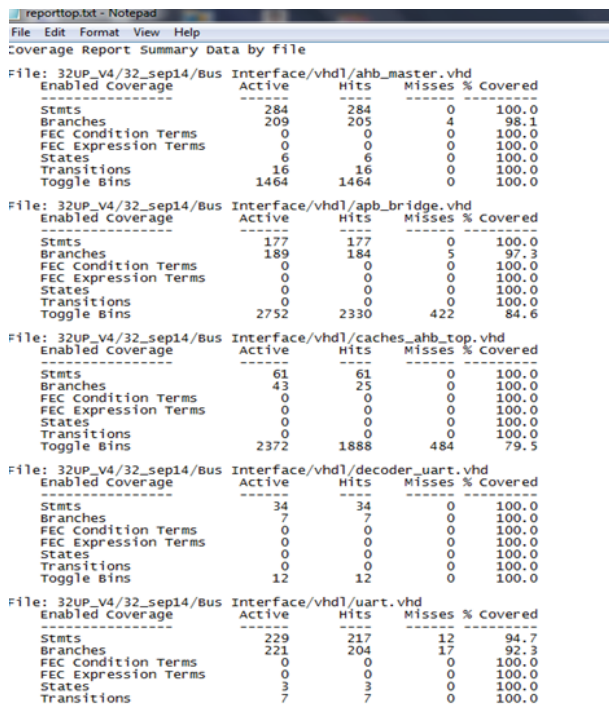 reporttop.txt - Notepad
File Edit Format View Help
Coverage Report Summary Data by file
File: 32UP_V4/32_sep14/Bus Interface/vhdl/ahb_master.vhd
Enabled Coverage Active Hits Misses % Covered
---------------- ------ ---- ------ ---------
Stmts 284 284 0 100.0
Branches 209 205 4 98.1
FEC Condition Terms 0 0 0 100.0
FEC Expression Terms 0 0 0 100.0
States 6 6 0 100.0
Transitions 16 16 0 100.0
Toggle Bins 1464 1464 0 100.0
File: 32UP_V4/32_sep14/Bus Interface/vhdl/apb_bridge.vhd
Enabled Coverage Active Hits Misses % Covered
---------------- ------ ---- ------ ---------
Stmts 177 177 0 100.0
Branches 189 184 5 97.3
FEC Condition Terms 0 0 0 100.0
FEC Expression Terms 0 0 0 100.0
States 0 0 0 100.0
Transitions 0 0 0 100.0
Toggle Bins 2752 2330 422 84.6
File: 32UP_V4/32_sep14/Bus Interface/vhdl/caches_ahb_top.vhd
Enabled Coverage Active Hits Misses % Covered
---------------- ------ ---- ------ ---------
Stmts 61 61 0 100.0
Branches 43 25 0 100.0
FEC Condition Terms 0 0 0 100.0
FEC Expression Terms 0 0 0 100.0
States 0 0 0 100.0
Transitions 0 0 0 100.0
Toggle Bins 2372 1888 484 79.5
File: 32UP_V4/32_sep14/Bus Interface/vhdl/decoder_uart.vhd
Enabled Coverage Active Hits Misses % Covered
---------------- ------ ---- ------ ---------
Stmts 34 34 0 100.0
Branches 7 7 0 100.0
FEC Condition Terms 0 0 0 100.0
FEC Expression Terms 0 0 0 100.0
States 0 0 0 100.0
Transitions 0 0 0 100.0
Toggle Bins 12 12 0 100.0
File: 32UP_V4/32_sep14/Bus Interface/vhdl/uart.vhd
Enabled Coverage Active Hits Misses % Covered
---------------- ------ ---- ------ ---------
Stmts 229 217 12 94.7
Branches 221 204 17 92.3
FEC Condition Terms 0 0 0 100.0
FEC Expression Terms 0 0 0 100.0
States 3 3 0 100.0
Transitions 7 7 0 100.0